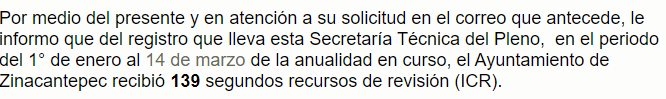 Por medio del presente y en atención a su solicitud en el correo que antecede, le
informo que del registro que lleva esta Secretaría Técnica del Pleno, en el periodo
del 1° de enero al 14 de marzo de la anualidad en curso, el Ayuntamiento de
Zinacantepec recibió 139 segundos recursos de revisión (ICR).